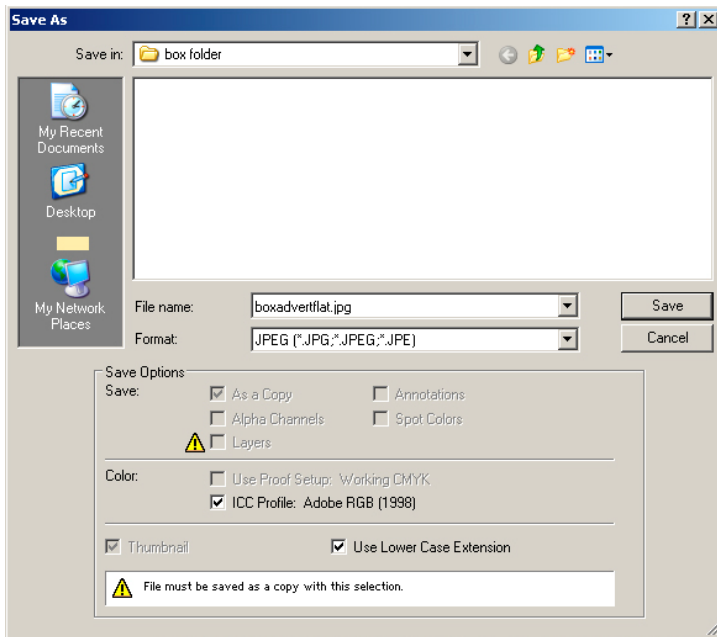 Save As
Save in: box folder
My Recent
Documents
Desktop
My Network
Places
File name: boxadvertflat.jpg Save
Format: JPEG (*.JPG;*.JPEG;*.JPE) Cancel
Save Options
Save: As a Copy Annotations
Alpha Channels Spot Colors
Layers
Color: Use Proof Setup: Working CMYK
ICC Profile: Adobe RGB (1998)
Thumbnail Use Lower Case Extension
File must be saved as a copy with this selection.